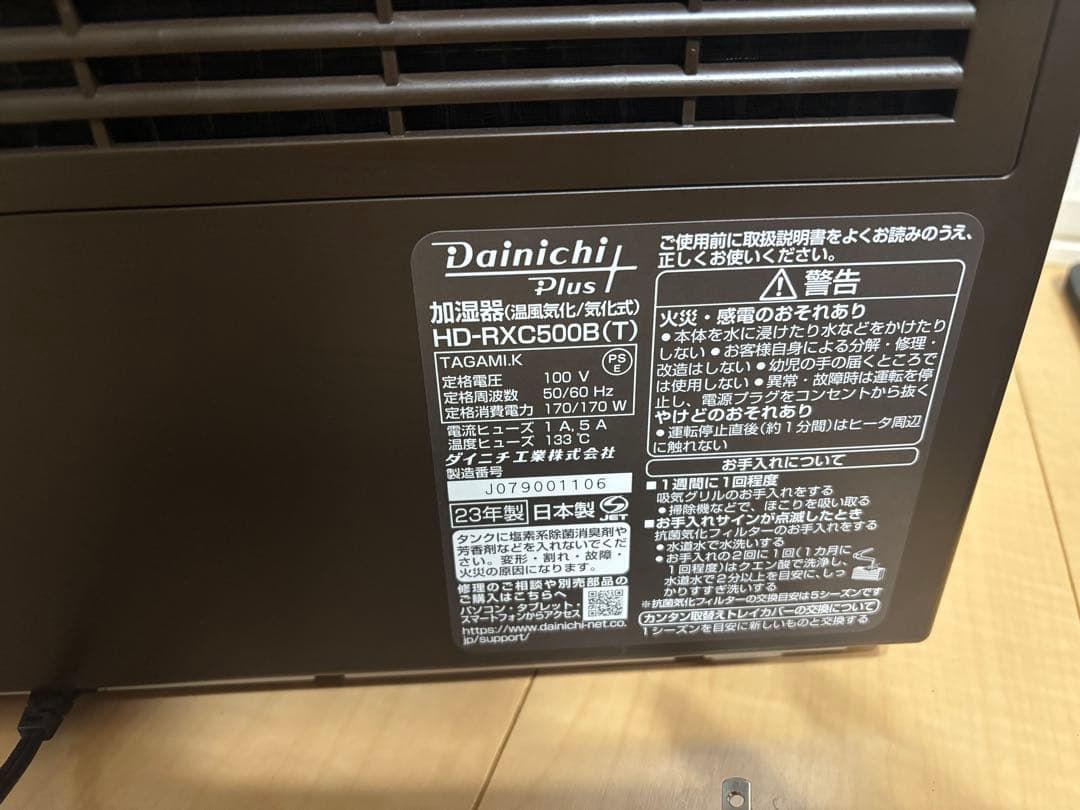 Dainichi
Plus
加湿器(温風気化/気化式)
HD-RXC500B(T)
TAGAMI.K
PS
E
定格電圧 100 V
定格周波数 50/60 Hz
定格消費電力 170/170 W
電流ヒューズ 1 A, 5 A
温度ヒューズ 133℃
ダイニチ工業株式会社
製造番号
J079001106
23年製 日本製 JET
タンクに塩素系除菌消臭剤や
芳香剤などを入れないでくだ
さい。変形・割れ・故障・
火災の原因になります。
修理のご相談や別売部品の
ご購入はこちらへ
パソコン・タブレット・
スマートフォンからアクセス
https://www.dainichi-net.co.
jp/support/
ご使用前に取扱説明書をよくお読みのうえ、
正しくお使いください。
警告
火災・感電のおそれあり
●本体を水に浸けたり水などをかけたり
しない ●お客様自身による分解・修理・
改造はしない ●幼児の手の届くところで
は使用しない ●異常・故障時は運転を停
止し、電源プラグをコンセントから抜く
やけどのおそれあり
●運転停止直後(約1分間)はヒータ周辺
に触れない
お手入れについて
■1週間に1回程度
吸気グリルのお手入れをする
●掃除機などで、ほこりを吸い取る
■お手入れサインが点滅したとき
抗菌気化フィルターのお手入れをする
●水道水で水洗いする
●お手入れの2回に1回(1カ月に
1回程度)はクエン酸で洗浄し、
水道水で2分以上を目安に、しっ
かりすすぎ洗いする
※抗菌気化フィルターの交換目安は5シーズンです
カンタン取替えトレイカバーの交換について
1シーズンを目安に新しいものと交換する